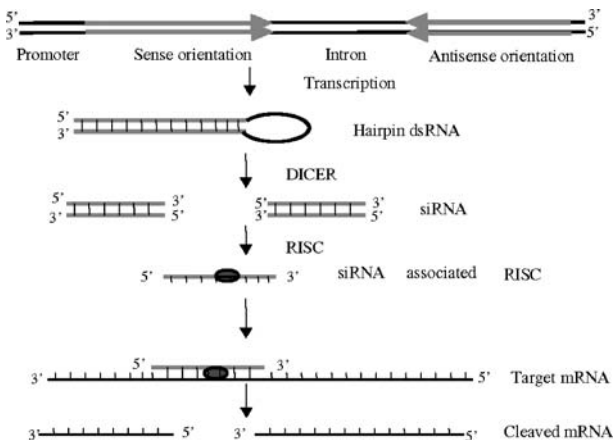 5’ 3’
3’ 5’
Promoter Sense orientation Intron Antisense orientation
Transcription
5’
3’
Hairpin dsRNA
DICER
5’ 3’ 5’ 3’
3’ 5’ 3’ 5’
siRNA
RISC
5’ 3’ siRNA associated RISC
5’ 3’
3’ 5’ Target mRNA
3’ 5’ 3’ 5’ Cleaved mRNA